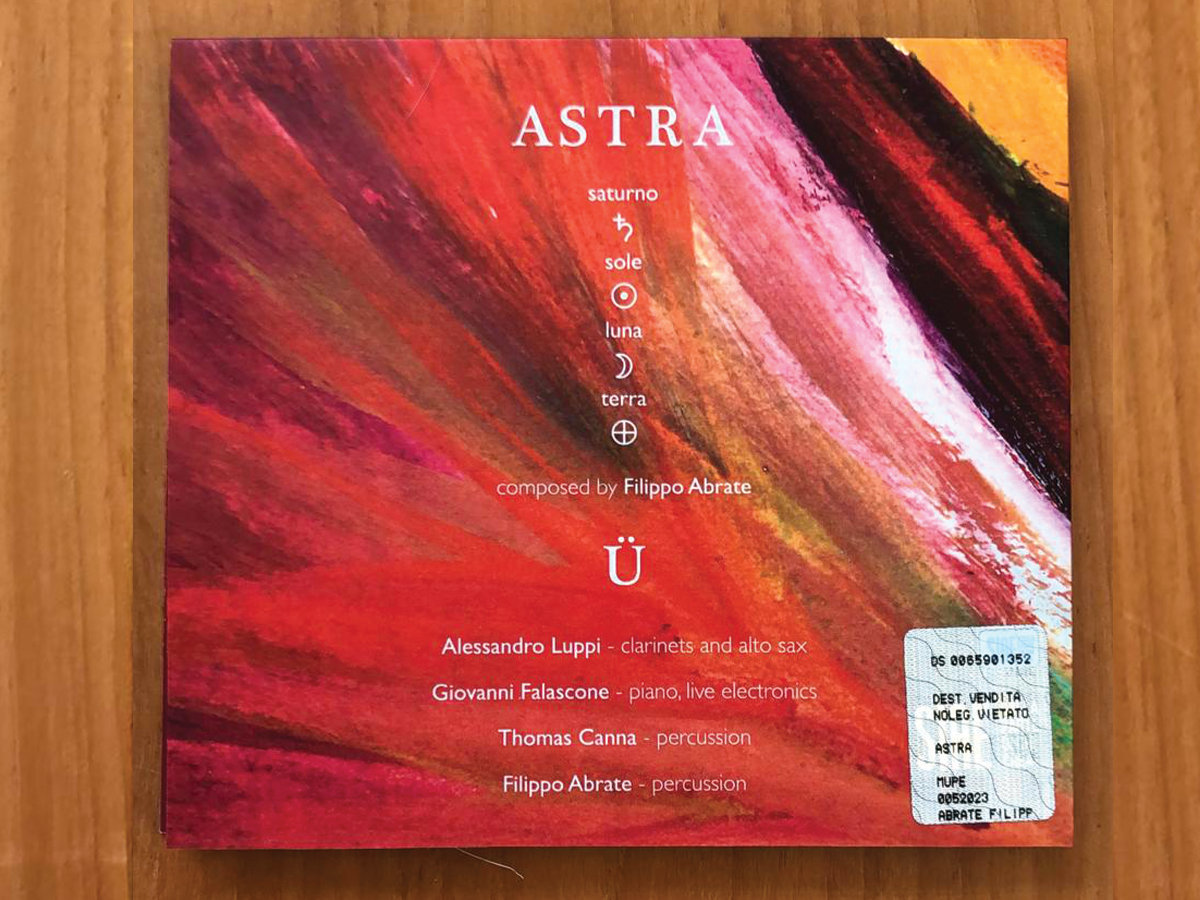 ASTRA
saturno
♄
sole
☉
luna
☽
terra
⊕
composed by Filippo Abrate
Ü
Alessandro Luppi - clarinets and alto sax
Giovanni Falascone - piano, live electronics
Thomas Canna - percussion
Filippo Abrate - percussion
DS 0065901352
DEST.VENDITA
NOLEG.VIETATO
ASTRA
MUPE
0052023
ABRATE FILIPP